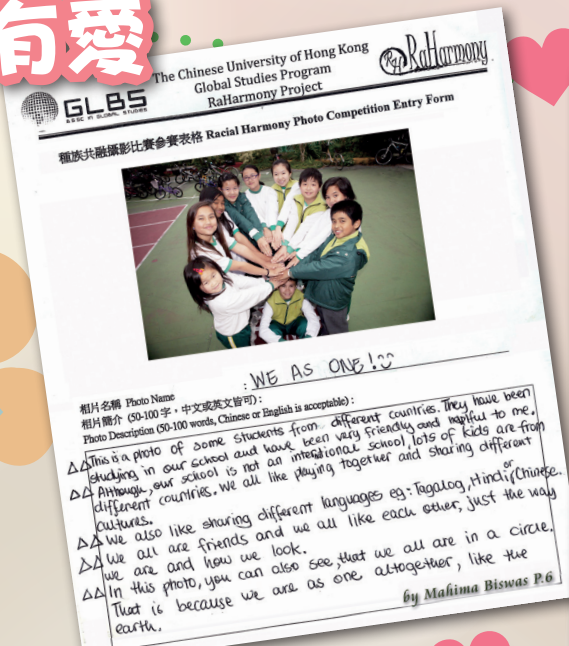 有愛
The Chinese University of Hong Kong
Global Studies Program
RaHarmony Project
GLBS
B.SSC IN GLOBAL STUDIES
RH RaHarmony
種族共融攝影比賽參賽表格 Racial Harmony Photo Competition Entry Form
相片名稱 Photo Name : WE AS ONE!
相片簡介 (50-100 字，中文或英文皆可):
Photo Description (50-100 words, Chinese or English is acceptable):
This is a photo of some students from different countries. They have been
studying in our school and have been very friendly and helpful to me.
Although, our school is not an international school, lots of kids are from
different countries. We all like playing together and sharing different
cultures.
We also like sharing different languages eg: Tagalog, Hindi or Chinese.
We all are friends and we all like each other, just the way
we are and how we look.
In this photo, you can also see, that we all are in a circle.
That is because we are as one altogether, like the
earth.
by Mahima Biswas P.6